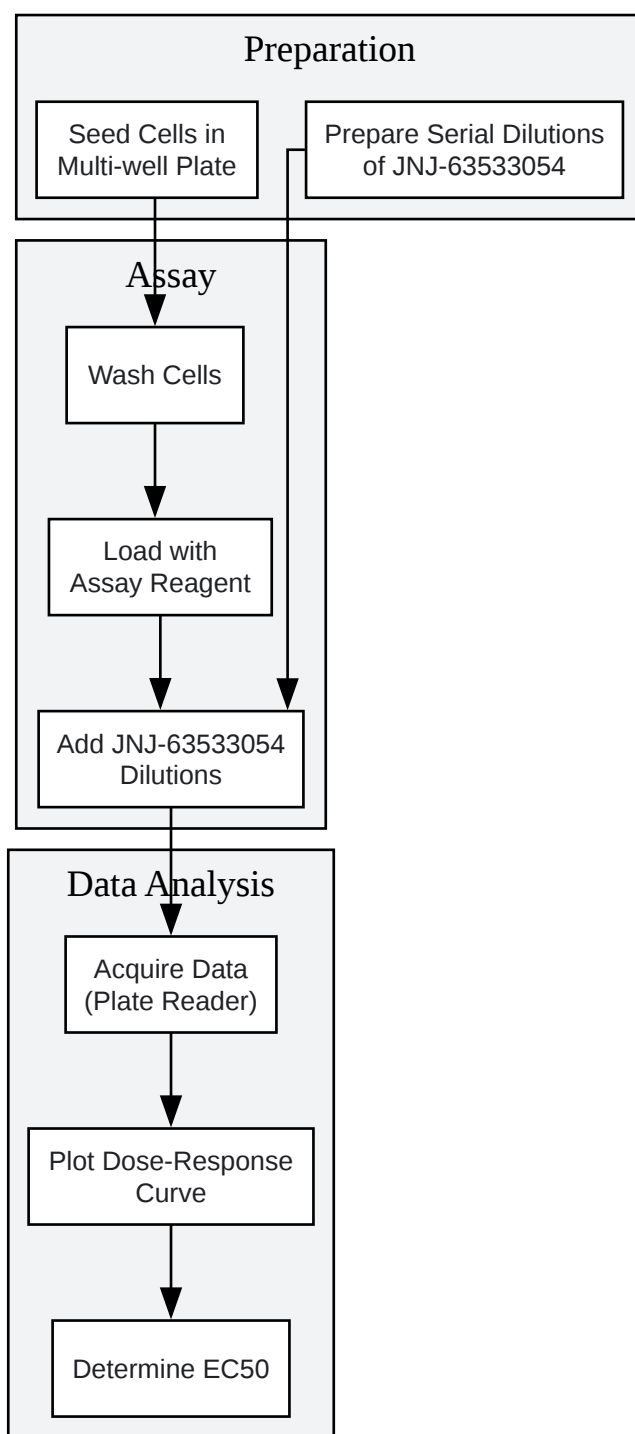 Preparation
Seed Cells in
Multi-well Plate
Prepare Serial Dilutions
of JNJ-63533054
Assay
Wash Cells
Load with
Assay Reagent
Add JNJ-63533054
Dilutions
Data Analysis
Acquire Data
(Plate Reader)
Plot Dose-Response
Curve
Determine EC50